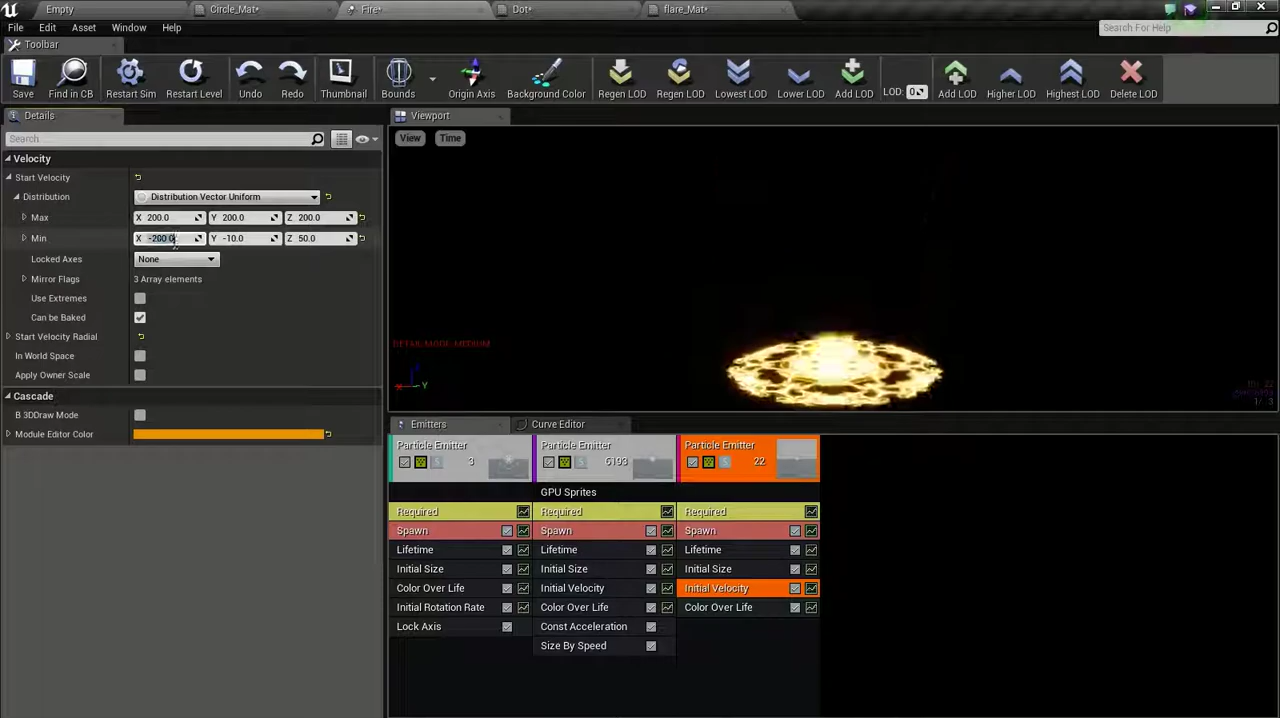 Empty
Circle_Mat*
Fire*
Dot*
flare_Mat*
File Edit Asset Window Help
Search For Help
Toolbar
Save Find in CB Restart Sim Restart Level Undo Redo Thumbnail Bounds Origin Axis Background Color Regen LOD Regen LOD Lowest LOD Lower LOD Add LOD LOD: 0 Add LOD Higher LOD Highest LOD Delete LOD
Details
Viewport
Search...
View Time
Velocity
Start Velocity
Distribution Distribution Vector Uniform
Max X 200.0 Y 200.0 Z 200.0
Min X -200.0 Y -10.0 Z 50.0
Locked Axes None
Mirror Flags 3 Array elements
Use Extremes
Can be Baked
Start Velocity Radial
In World Space
Apply Owner Scale
Cascade
B 3DDraw Mode
Module Editor Color
DETAIL MODE: MEDIUM
X Y
Emitters
Curve Editor
Particle Emitter Particle Emitter Particle Emitter
3 6193 22
GPU Sprites
Required Required Required
Spawn Spawn Spawn
Lifetime Lifetime Lifetime
Initial Size Initial Size Initial Size
Color Over Life Initial Velocity Initial Velocity
Initial Rotation Rate Color Over Life Color Over Life
Lock Axis Const Acceleration
Size By Speed